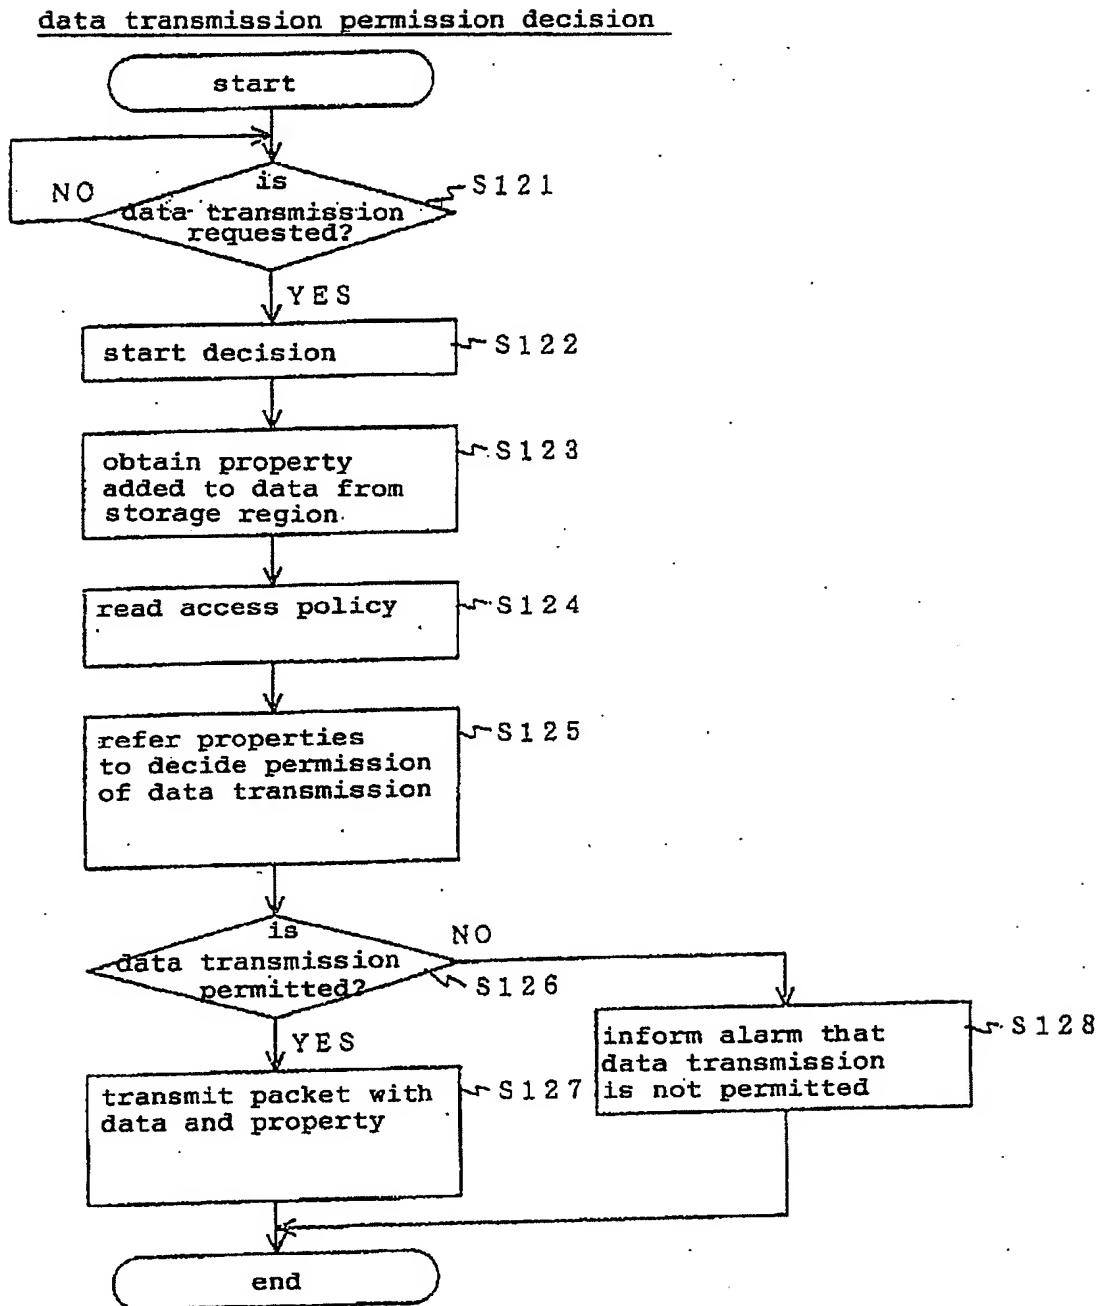 data transmission permission decision
start
NO
is
data transmission
requested?
S121
YES
start decision
S122
obtain property
added to data from
storage region
S123
read access policy
S124
refer properties
to decide permission
of data transmission
S125
is
data transmission
permitted?
NO
S126
YES
transmit packet with
data and property
S127
inform alarm that
data transmission
is not permitted
S128
end